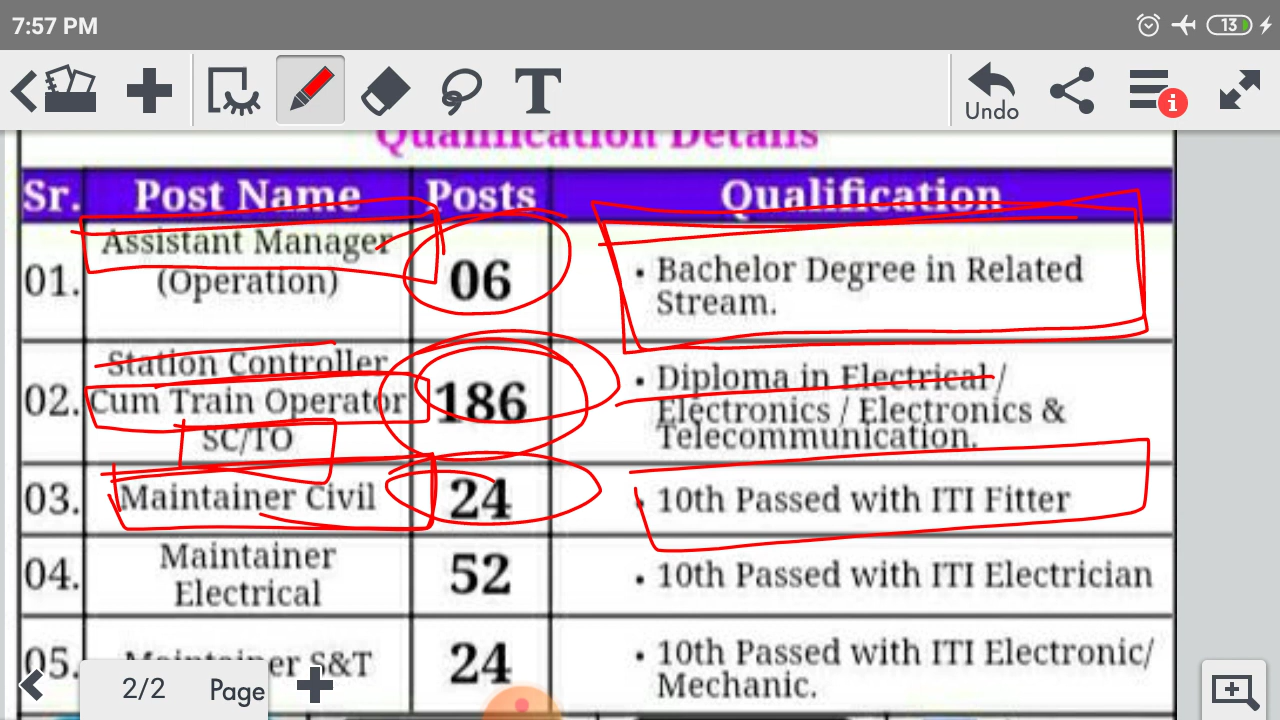 7:57 PM
13
Undo
Qualification Details
Sr. Post Name Posts Qualification
01. Assistant Manager (Operation) 06 • Bachelor Degree in Related Stream.
02. Station Controller Cum Train Operator SC/TO 186 • Diploma in Electrical / Electronics / Electronics & Telecommunication.
03. Maintainer Civil 24 • 10th Passed with ITI Fitter
04. Maintainer Electrical 52 • 10th Passed with ITI Electrician
05. Maintainer S&T 24 • 10th Passed with ITI Electronic/ Mechanic.
2/2 Page